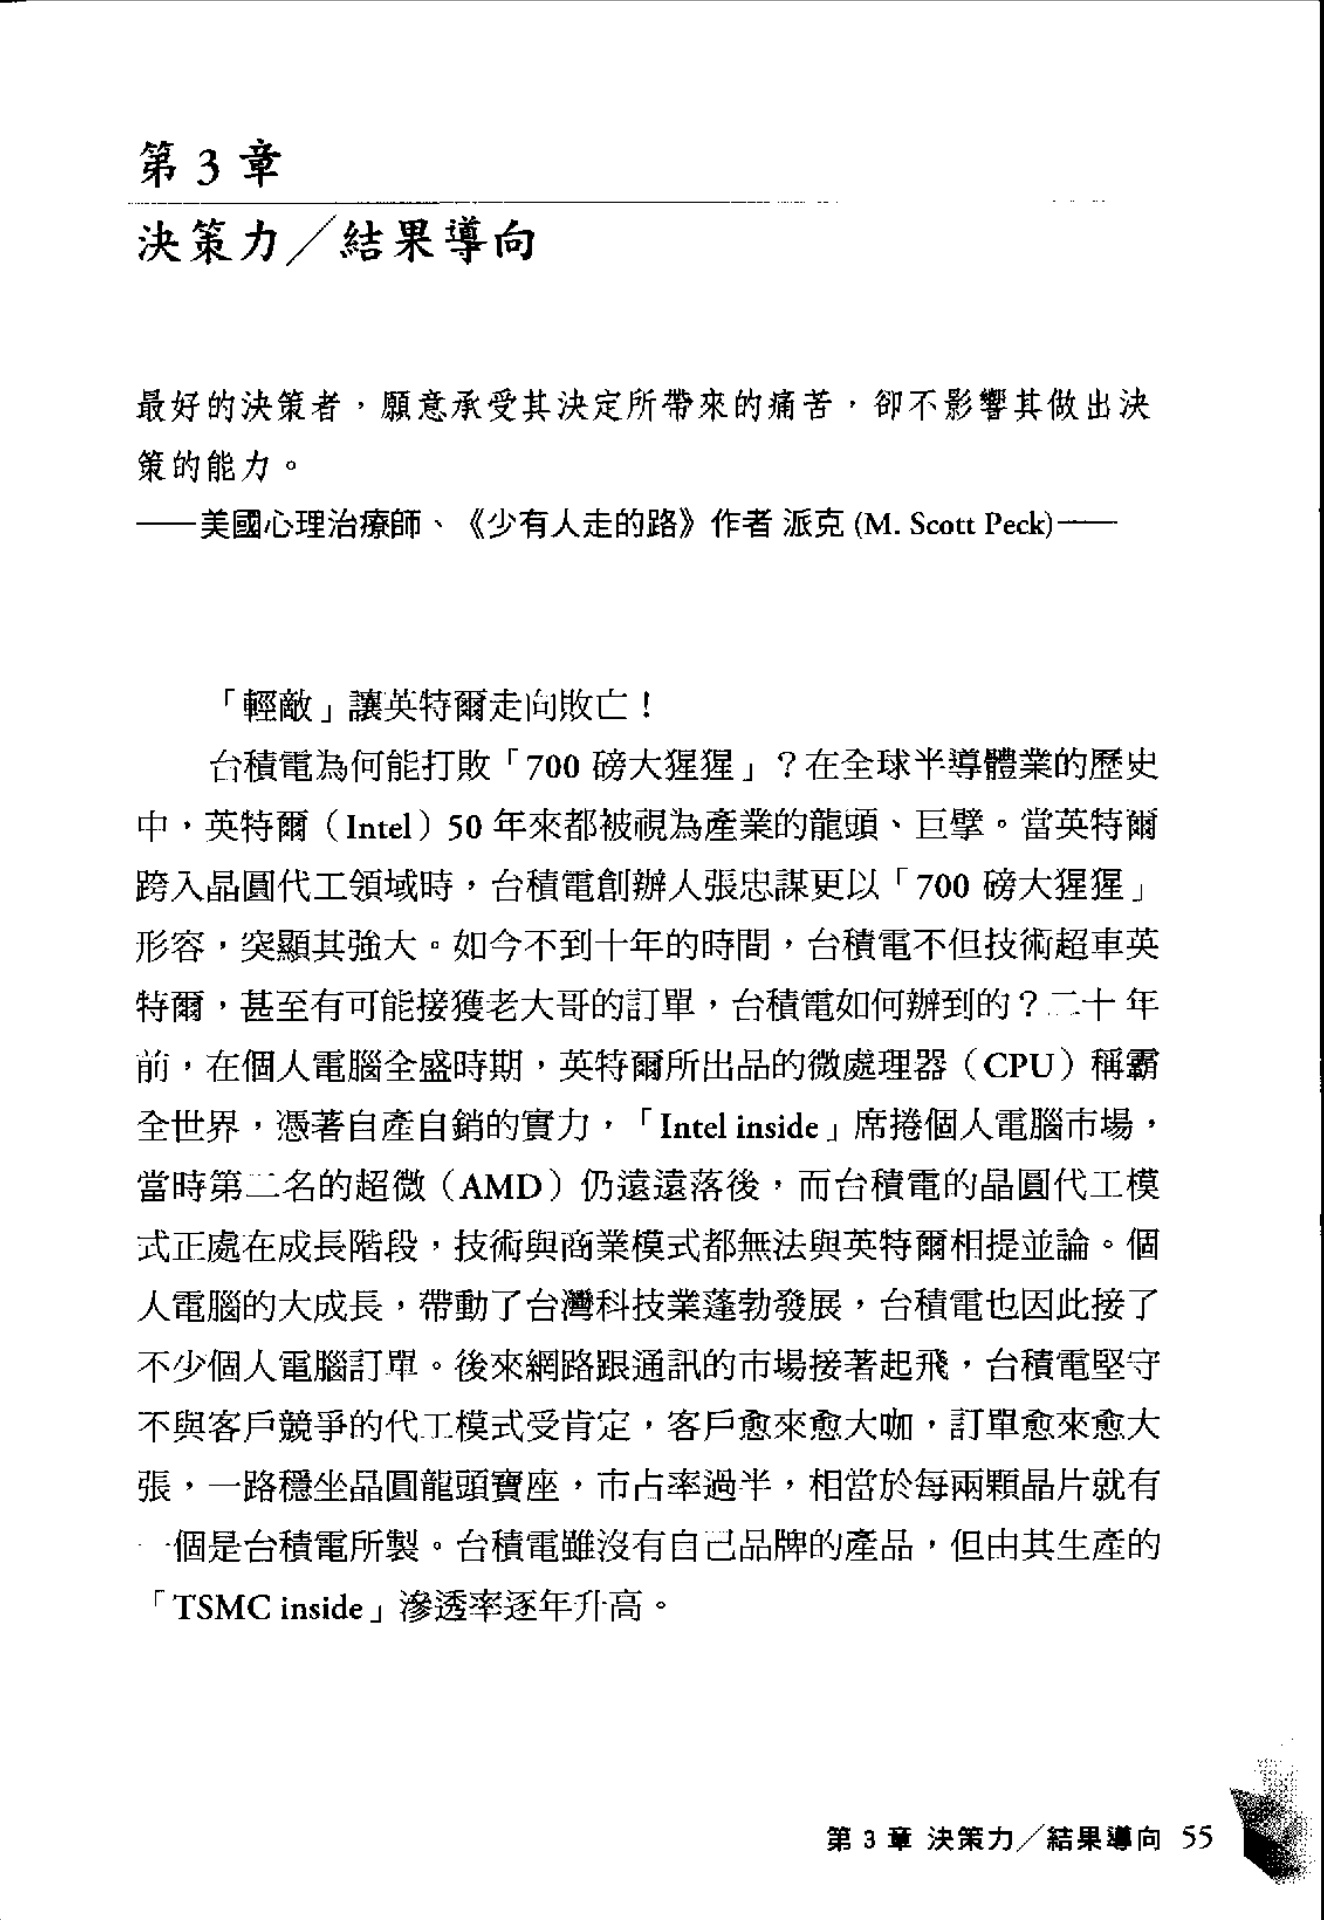 第 3 章
決策力／結果導向
最好的決策者，願意承受其決定所帶來的痛苦，卻不影響其做出決
策的能力。
——美國心理治療師、《少有人走的路》作者 派克 (M. Scott Peck)——
「輕敵」讓英特爾走向敗亡！
台積電為何能打敗「700 磅大猩猩」？在全球半導體業的歷史
中，英特爾（Intel）50 年來都被視為產業的龍頭、巨擘。當英特爾
跨入晶圓代工領域時，台積電創辦人張忠謀更以「700 磅大猩猩」
形容，突顯其強大。如今不到十年的時間，台積電不但技術超車英
特爾，甚至有可能接獲老大哥的訂單，台積電如何辦到的？二十年
前，在個人電腦全盛時期，英特爾所出品的微處理器（CPU）稱霸
全世界，憑著自產自銷的實力，「Intel inside」席捲個人電腦市場，
當時第二名的超微（AMD）仍遠遠落後，而台積電的晶圓代工模
式正處在成長階段，技術與商業模式都無法與英特爾相提並論。個
人電腦的大成長，帶動了台灣科技業蓬勃發展，台積電也因此接了
不少個人電腦訂單。後來網路跟通訊的市場接著起飛，台積電堅守
不與客戶競爭的代工模式受肯定，客戶愈來愈大咖，訂單愈來愈大
張，一路穩坐晶圓龍頭寶座，市占率過半，相當於每兩顆晶片就有
一個是台積電所製。台積電雖沒有自己品牌的產品，但由其生產的
「TSMC inside」滲透率逐年升高。
第 3 章 決策力／結果導向 55